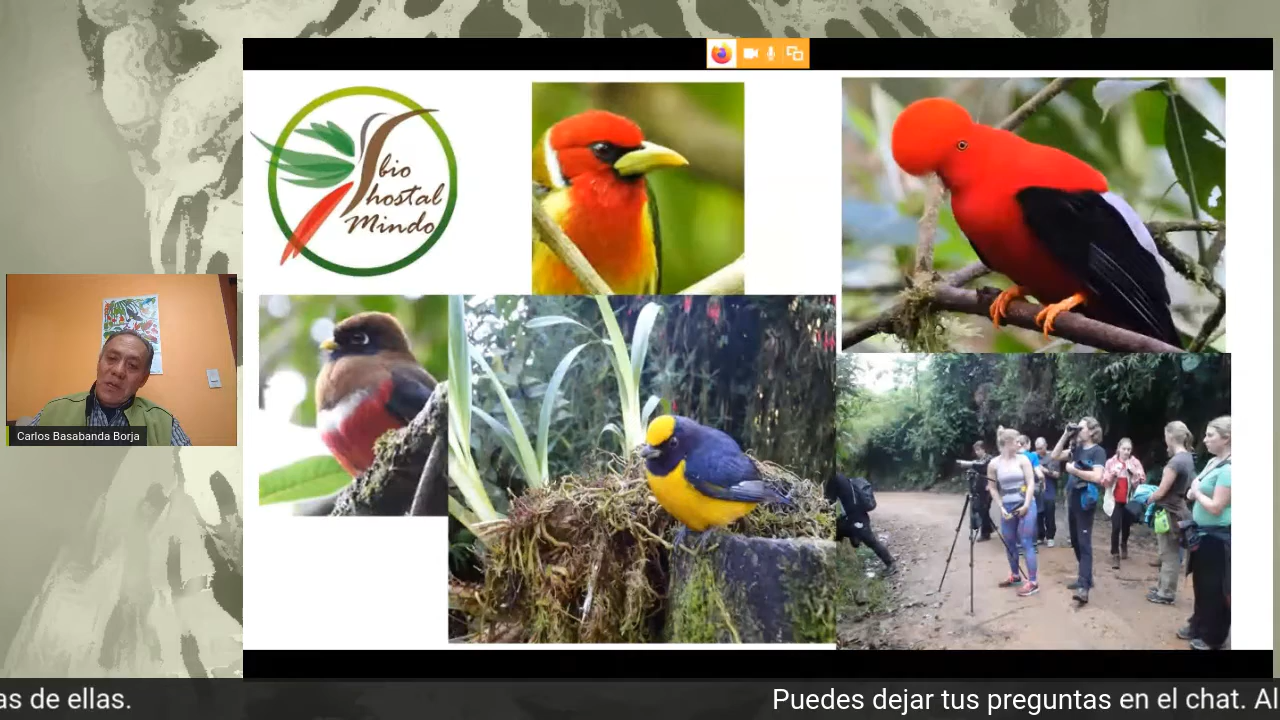 bio
hostal
Mindo
Carlos Basabanda Borja
as de ellas.
Puedes dejar tus preguntas en el chat. Al